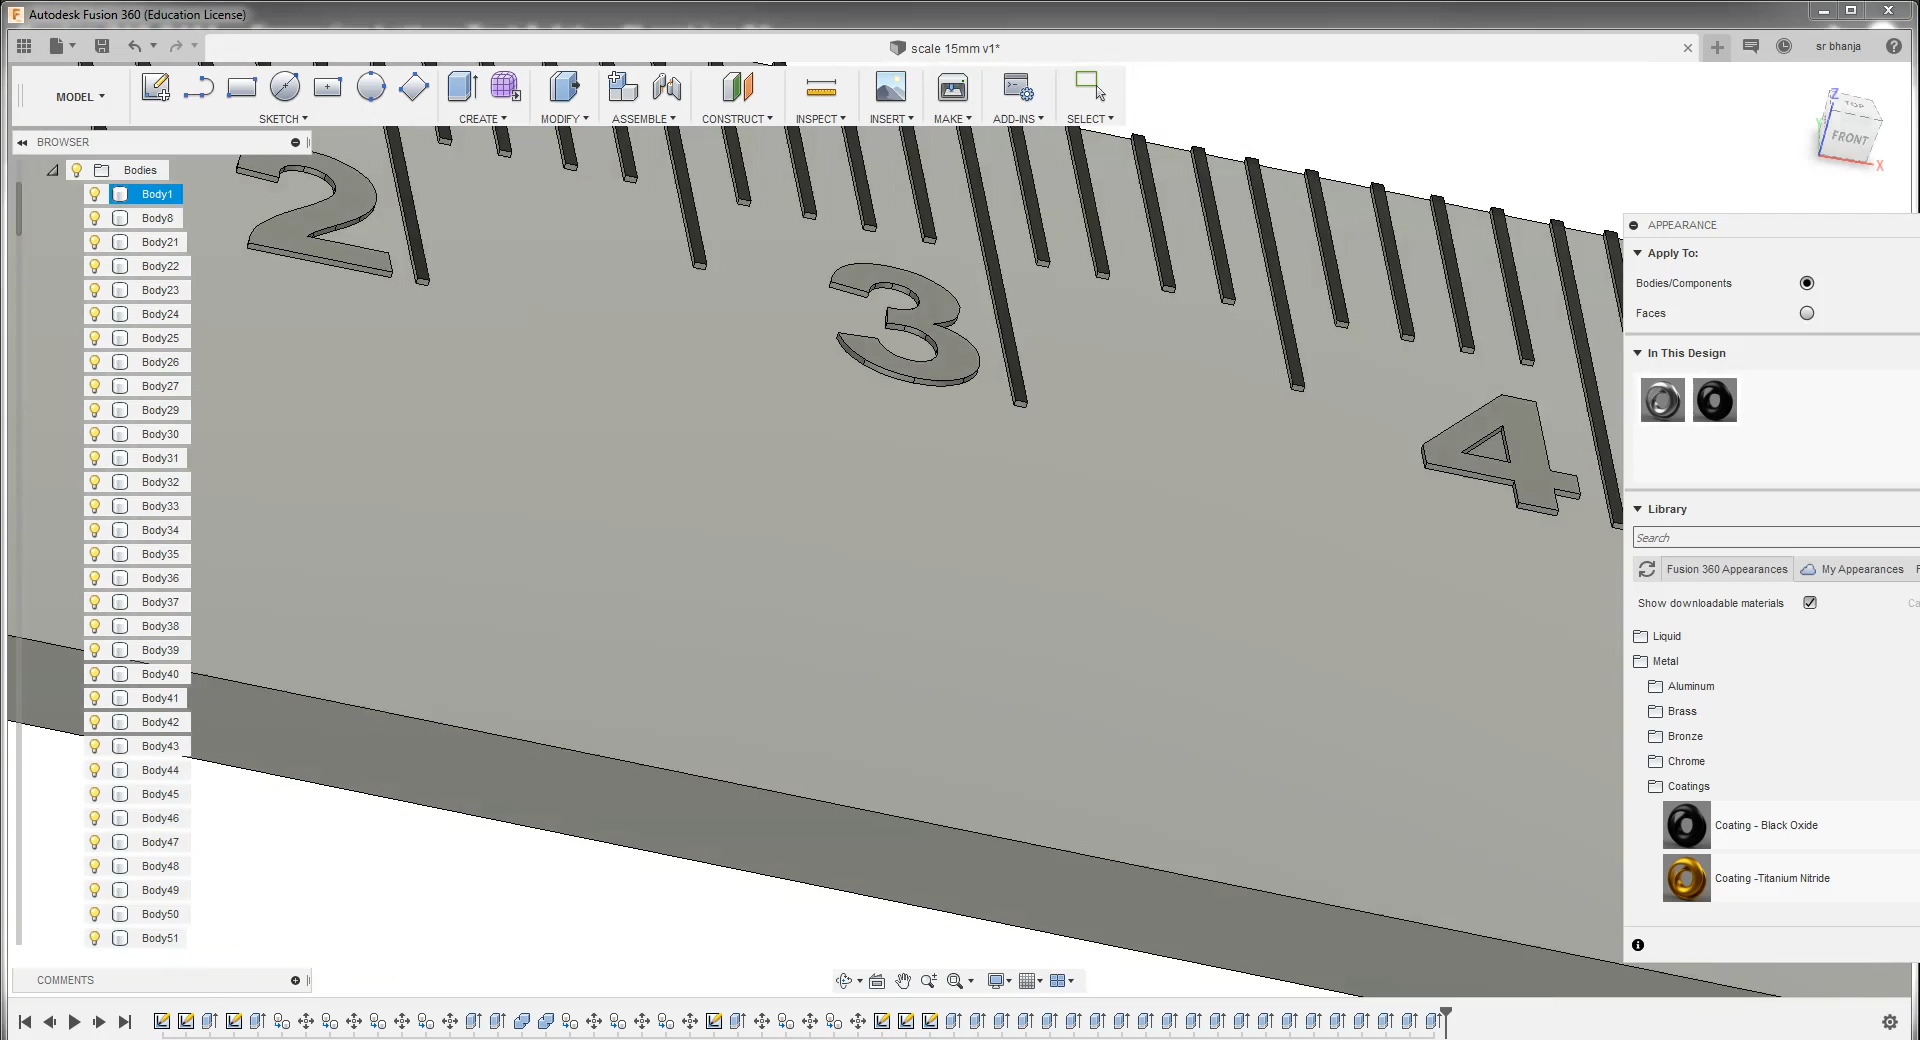 Autodesk Fusion 360 (Education License)
scale 15mm v1*
sr bhanja
MODEL
SKETCH
CREATE
MODIFY
ASSEMBLE
CONSTRUCT
INSPECT
INSERT
MAKE
ADD-INS
SELECT
TOP
FRONT
Z
Y
X
BROWSER
Bodies
Body1
Body8
Body21
Body22
Body23
Body24
Body25
Body26
Body27
Body29
Body30
Body31
Body32
Body33
Body34
Body35
Body36
Body37
Body38
Body39
Body40
Body41
Body42
Body43
Body44
Body45
Body46
Body47
Body48
Body49
Body50
Body51
COMMENTS
2
3
4
APPEARANCE
Apply To:
Bodies/Components
Faces
In This Design
Library
Search
Fusion 360 Appearances
My Appearances
F
Show downloadable materials
Ca
Liquid
Metal
Aluminum
Brass
Bronze
Chrome
Coatings
Coating - Black Oxide
Coating -Titanium Nitride